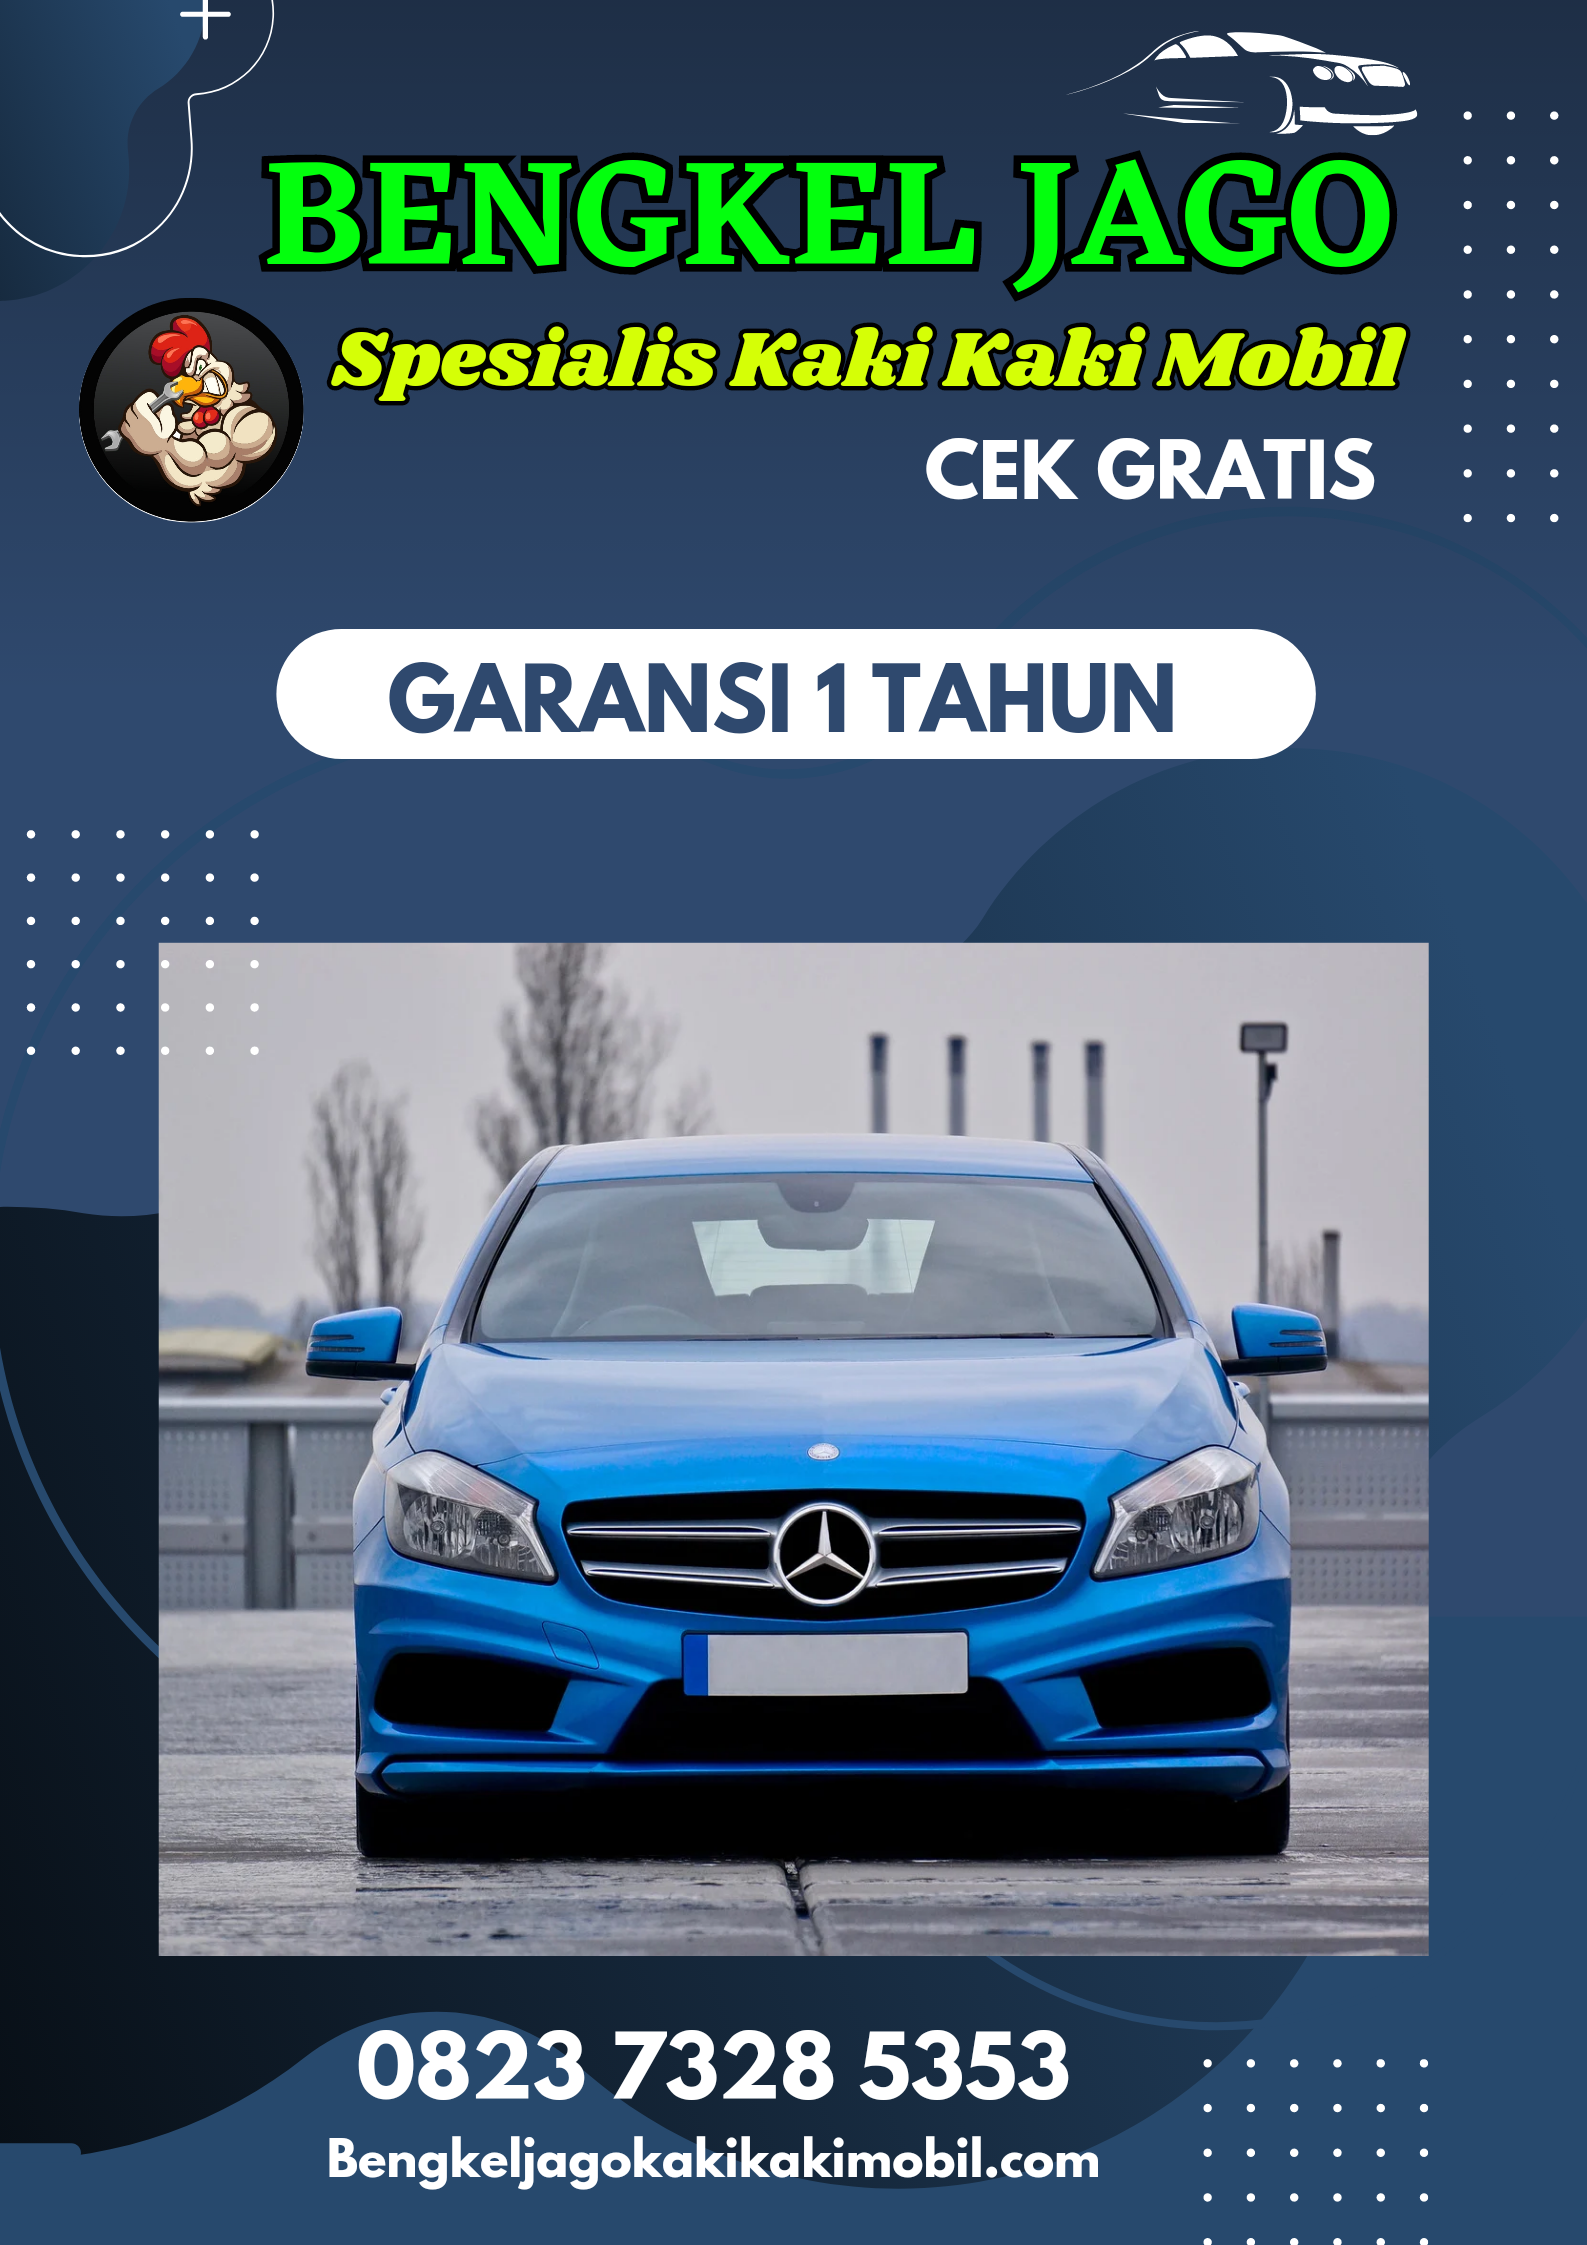 BENGKEL JAGO
Spesialis Kaki Kaki Mobil
CEK GRATIS
GARANSI 1 TAHUN
0823 7328 5353
Bengkeljagokakikakimobil.com